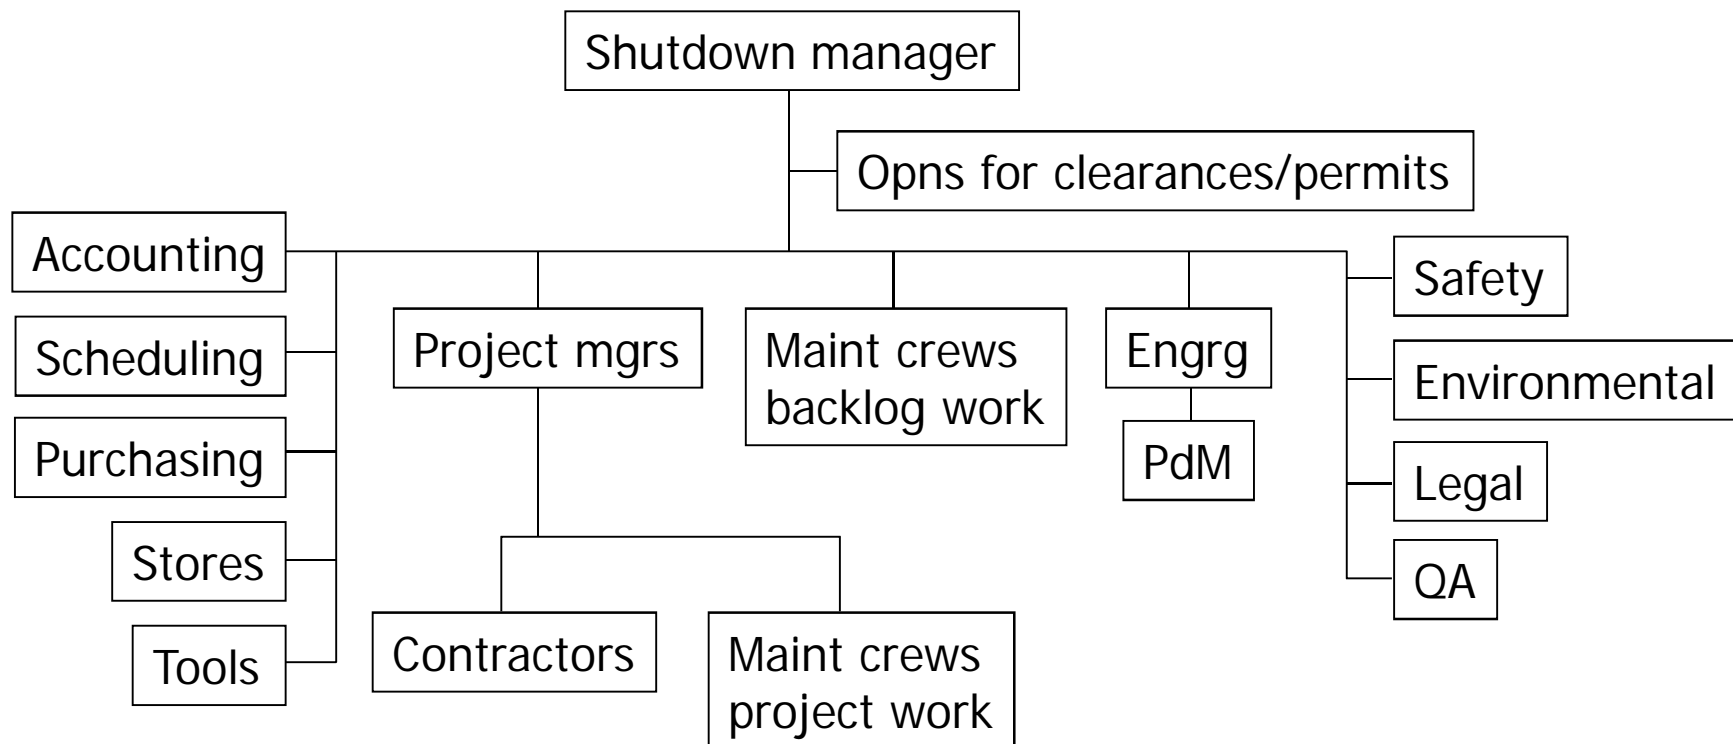 Shutdown manager
Opns for clearances/permits
Accounting
Scheduling
Purchasing
Stores
Tools
Project mgrs
Maint crews
backlog work
Engrg
PdM
Contractors
Maint crews
project work
Safety
Environmental
Legal
QA